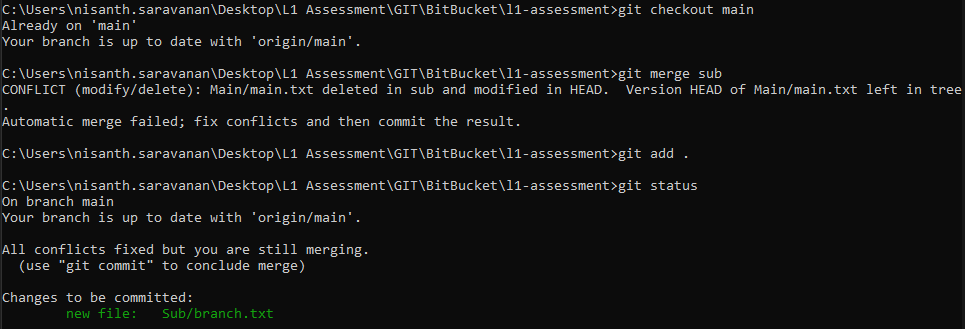 C:\Users\nisanth.saravanan\Desktop\L1 Assessment\GIT\BitBucket\l1-assessment>git checkout main
Already on 'main'
Your branch is up to date with 'origin/main'.
C:\Users\nisanth.saravanan\Desktop\L1 Assessment\GIT\BitBucket\l1-assessment>git merge sub
CONFLICT (modify/delete): Main/main.txt deleted in sub and modified in HEAD.  Version HEAD of Main/main.txt left in tree
.
Automatic merge failed; fix conflicts and then commit the result.
C:\Users\nisanth.saravanan\Desktop\L1 Assessment\GIT\BitBucket\l1-assessment>git add .
C:\Users\nisanth.saravanan\Desktop\L1 Assessment\GIT\BitBucket\l1-assessment>git status
On branch main
Your branch is up to date with 'origin/main'.
All conflicts fixed but you are still merging.
  (use "git commit" to conclude merge)
Changes to be committed:
        new file:   Sub/branch.txt